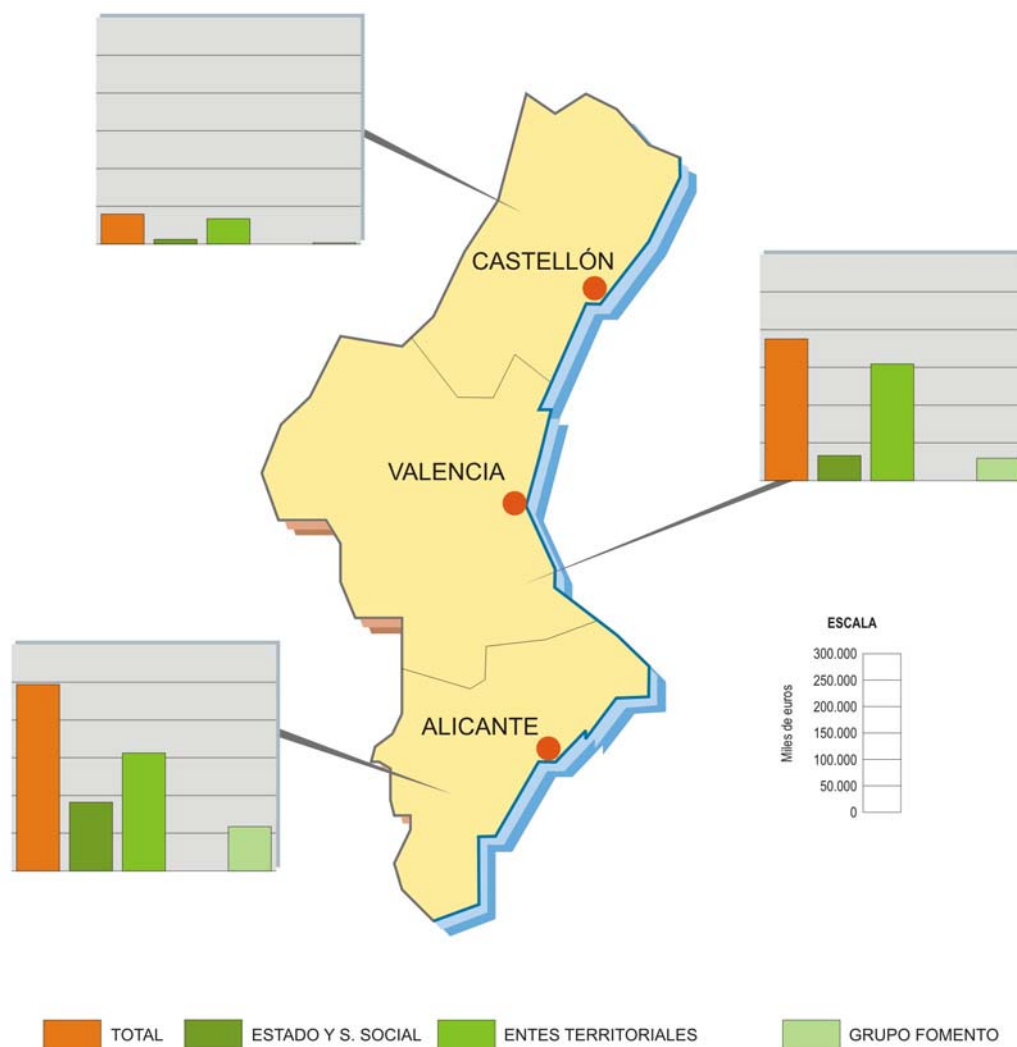 CASTELLÓN
VALENCIA
ALICANTE
ESCALA
Miles de euros
300.000
250.000
200.000
150.000
100.000
50.000
0
TOTAL
ESTADO Y S. SOCIAL
ENTES TERRITORIALES
GRUPO FOMENTO